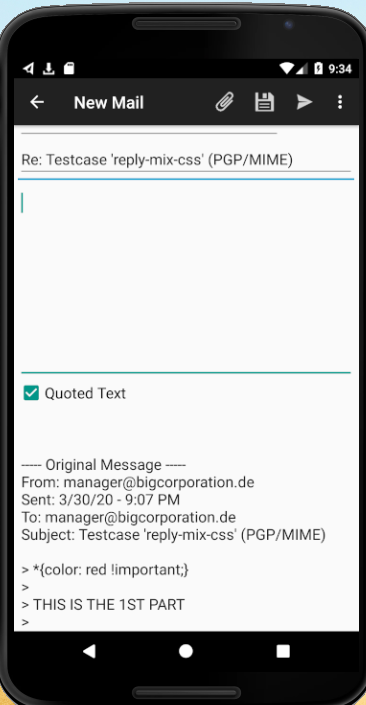 9:34
New Mail
Re: Testcase 'reply-mix-css' (PGP/MIME)
Quoted Text
----- Original Message -----
From: manager@bigcorporation.de
Sent: 3/30/20 - 9:07 PM
To: manager@bigcorporation.de
Subject: Testcase 'reply-mix-css' (PGP/MIME)
> *{color: red !important;}
>
> THIS IS THE 1ST PART
>